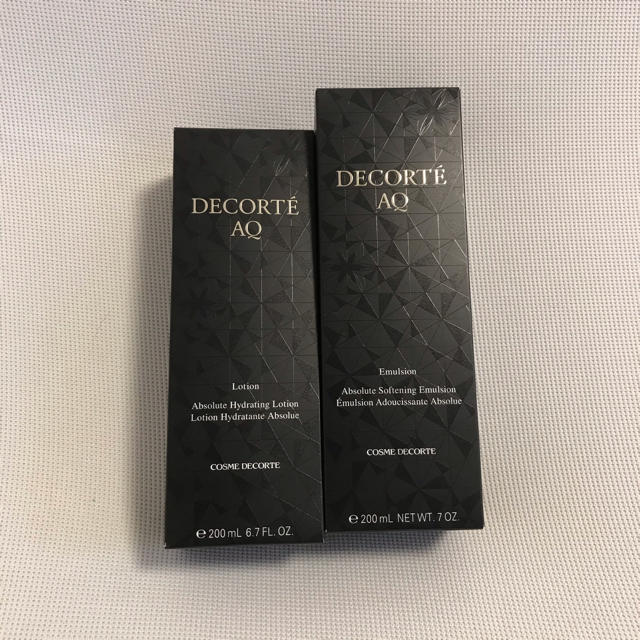 DECORTÉ
AQ
Lotion
Absolute Hydrating Lotion
Lotion Hydratante Absolue
COSME DECORTE
℮ 200 mL 6.7 FL. OZ.
DECORTÉ
AQ
Emulsion
Absolute Softening Emulsion
Émulsion Adoucissante Absolue
COSME DECORTE
℮ 200 mL NET WT. 7 OZ.